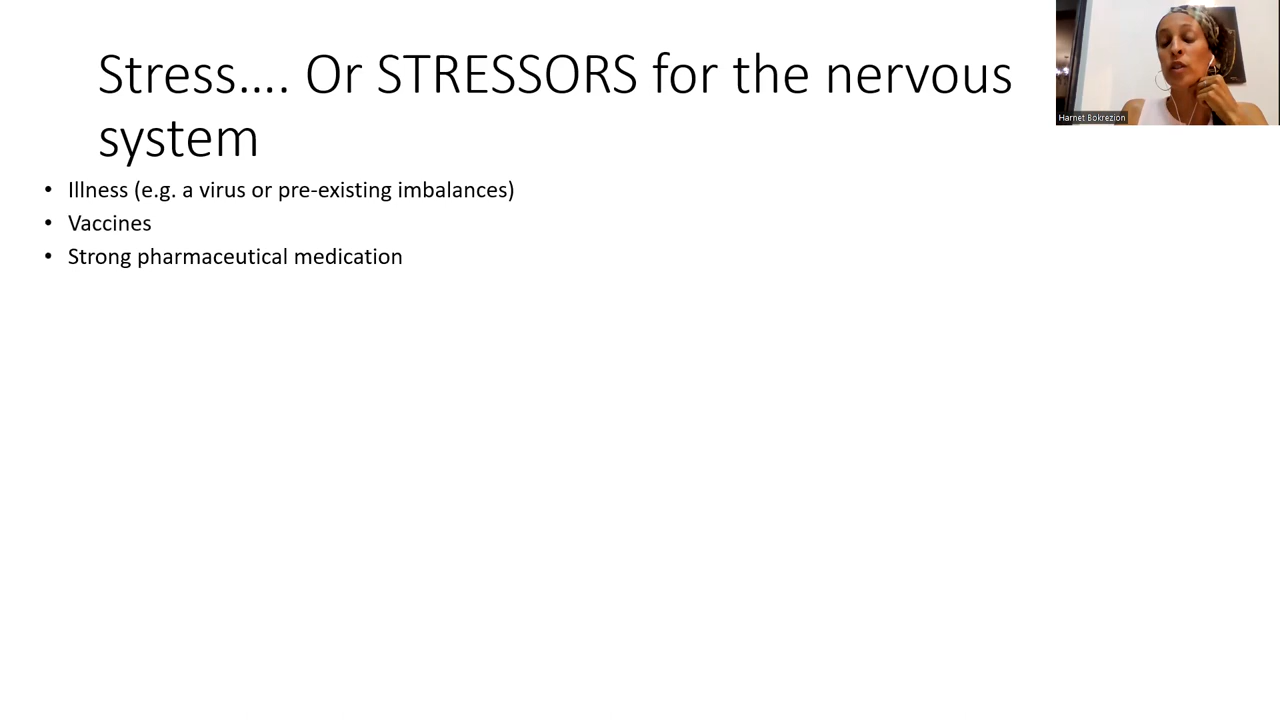 Stress…. Or STRESSORS for the nervous
system
• Illness (e.g. a virus or pre-existing imbalances)
• Vaccines
• Strong pharmaceutical medication
Harnet Bokrezion